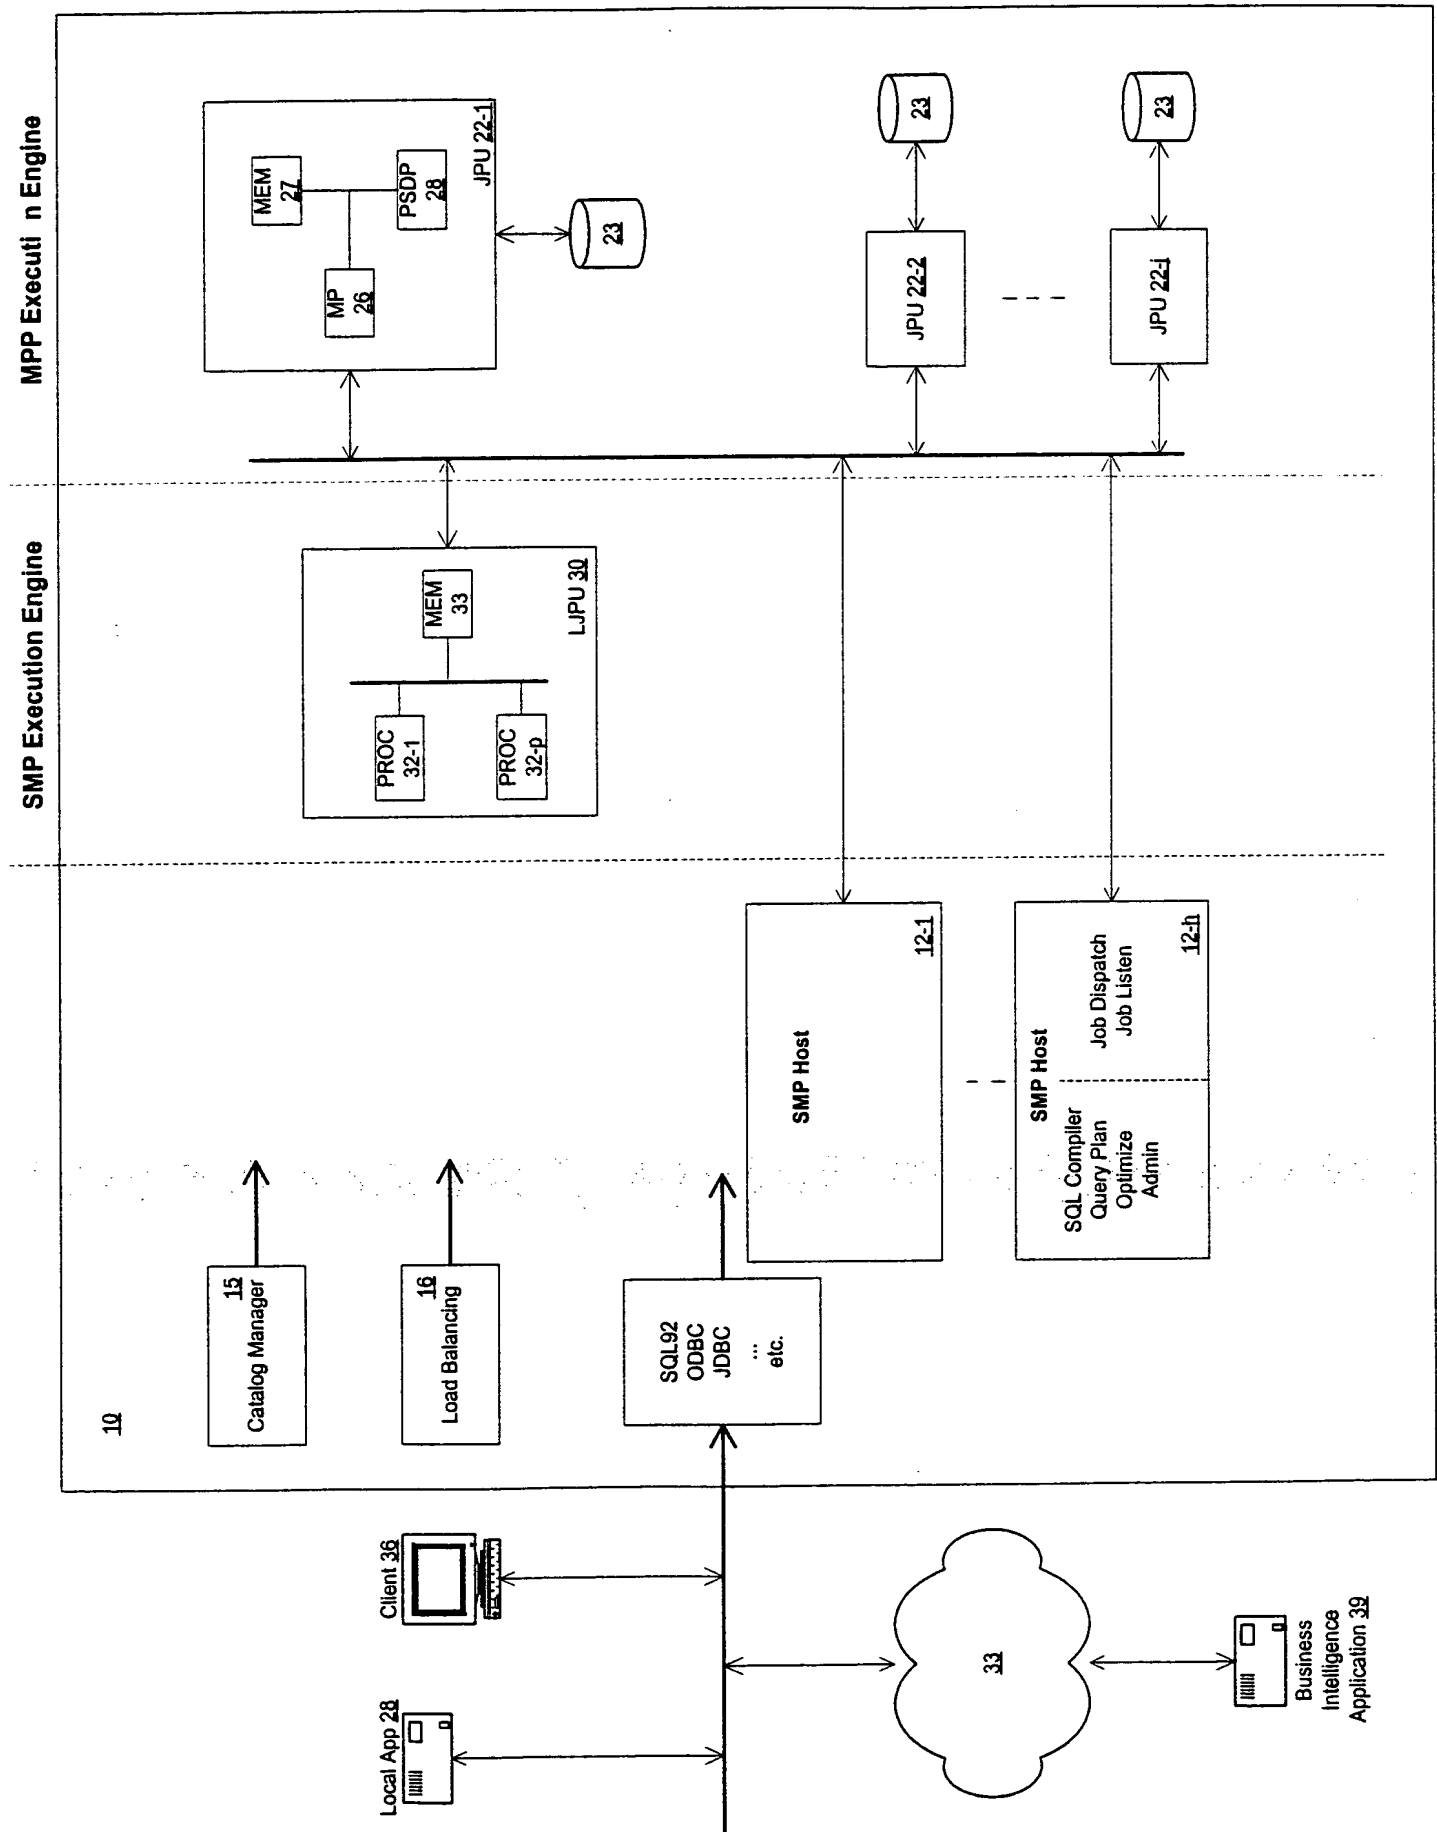 SMP Execution Engine
MPP Executi n Engine
10
Catalog Manager
15
Load Balancing
16
SQL92
ODBC
JDBC
...
etc.
Local App 28
Client 36
33
Business
Intelligence
Application 39
SMP Host
12-1
SMP Host
SQL Compiler
Query Plan
Optimize
Admin
Job Dispatch
Job Listen
12-h
PROC
32-1
PROC
32-p
MEM
33
LJPU 30
MP
26
MEM
27
PSDP
28
JPU 22-1
23
JPU 22-2
23
JPU 22-j
23